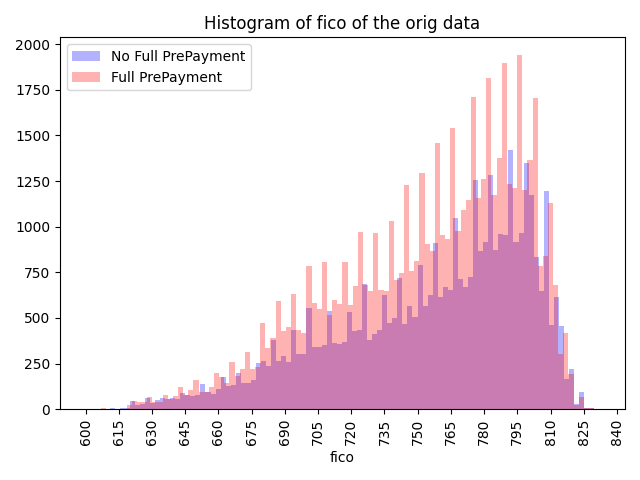 Histogram of fico of the orig data
No Full PrePayment
Full PrePayment
2000
1750
1500
1250
1000
750
500
250
0
600 615 630 645 660 675 690 705 720 735 750 765 780 795 810 825 840
fico